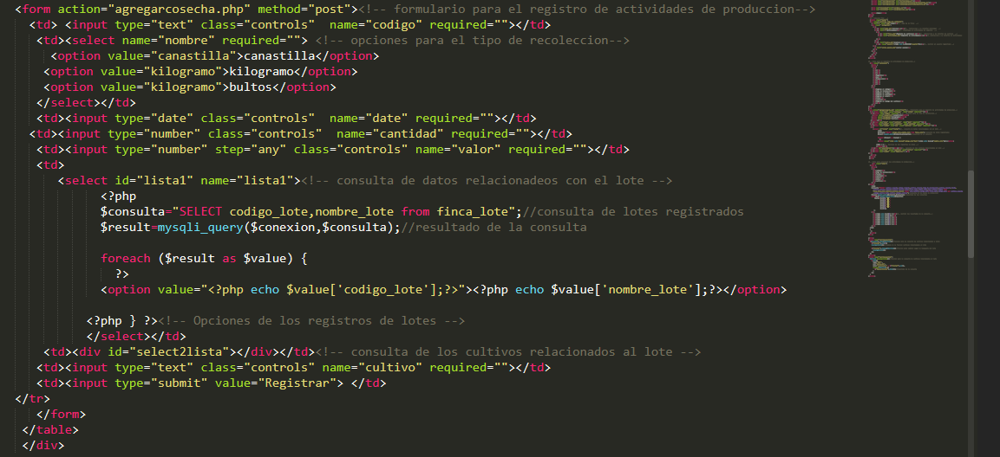 <form action="agregarcosecha.php" method="post"><!-- formulario para el registro de actividades de produccion-->
<td> <input type="text" class="controls"  name="codigo" required=""></td>
<td><select name="nombre" required=""> <!-- opciones para el tipo de recoleccion-->
<option value="canastilla">canastilla</option>
<option value="kilogramo">kilogramo</option>
<option value="kilogramo">bultos</option>
</select></td>
<td><input type="date" class="controls"  name="date" required=""></td>
<td><input type="number" class="controls"  name="cantidad" required=""></td>
<td><input type="number" step="any" class="controls" name="valor" required=""></td>
<td>
<select id="lista1" name="lista1"><!-- consulta de datos relacionadeos con el lote -->
<?php
$consulta="SELECT codigo_lote,nombre_lote from finca_lote";//consulta de lotes registrados
$result=mysqli_query($conexion,$consulta);//resultado de la consulta
foreach ($result as $value) {
?>
<option value="<?php echo $value['codigo_lote'];?>"><?php echo $value['nombre_lote'];?></option>
<?php } ?><!-- Opciones de los registros de lotes -->
</select></td>
<td><div id="select2lista"></div></td><!-- consulta de los cultivos relacionados al lote -->
<td><input type="text" class="controls" name="cultivo" required=""></td>
<td><input type="submit" value="Registrar"> </td>
</tr>
</form>
</table>
</div>